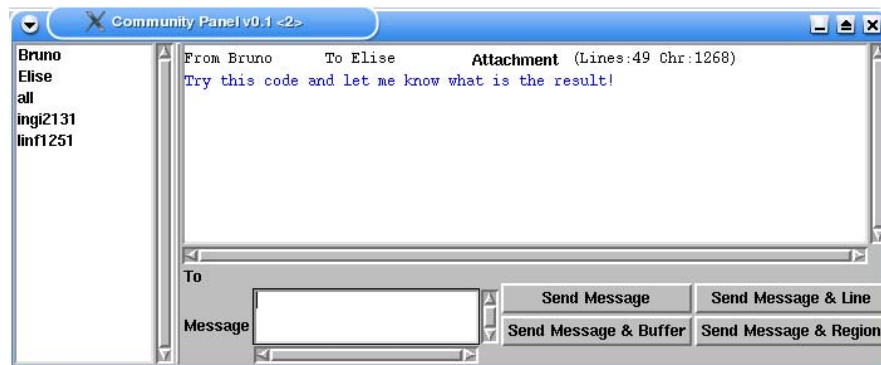 Community Panel v0.1 <2>
Bruno
Elise
all
ingi2131
linf1251
From Bruno To Elise Attachment (Lines:49 Chr:1268)
Try this code and let me know what is the result!
To
Message
Send Message Send Message & Line
Send Message & Buffer Send Message & Region